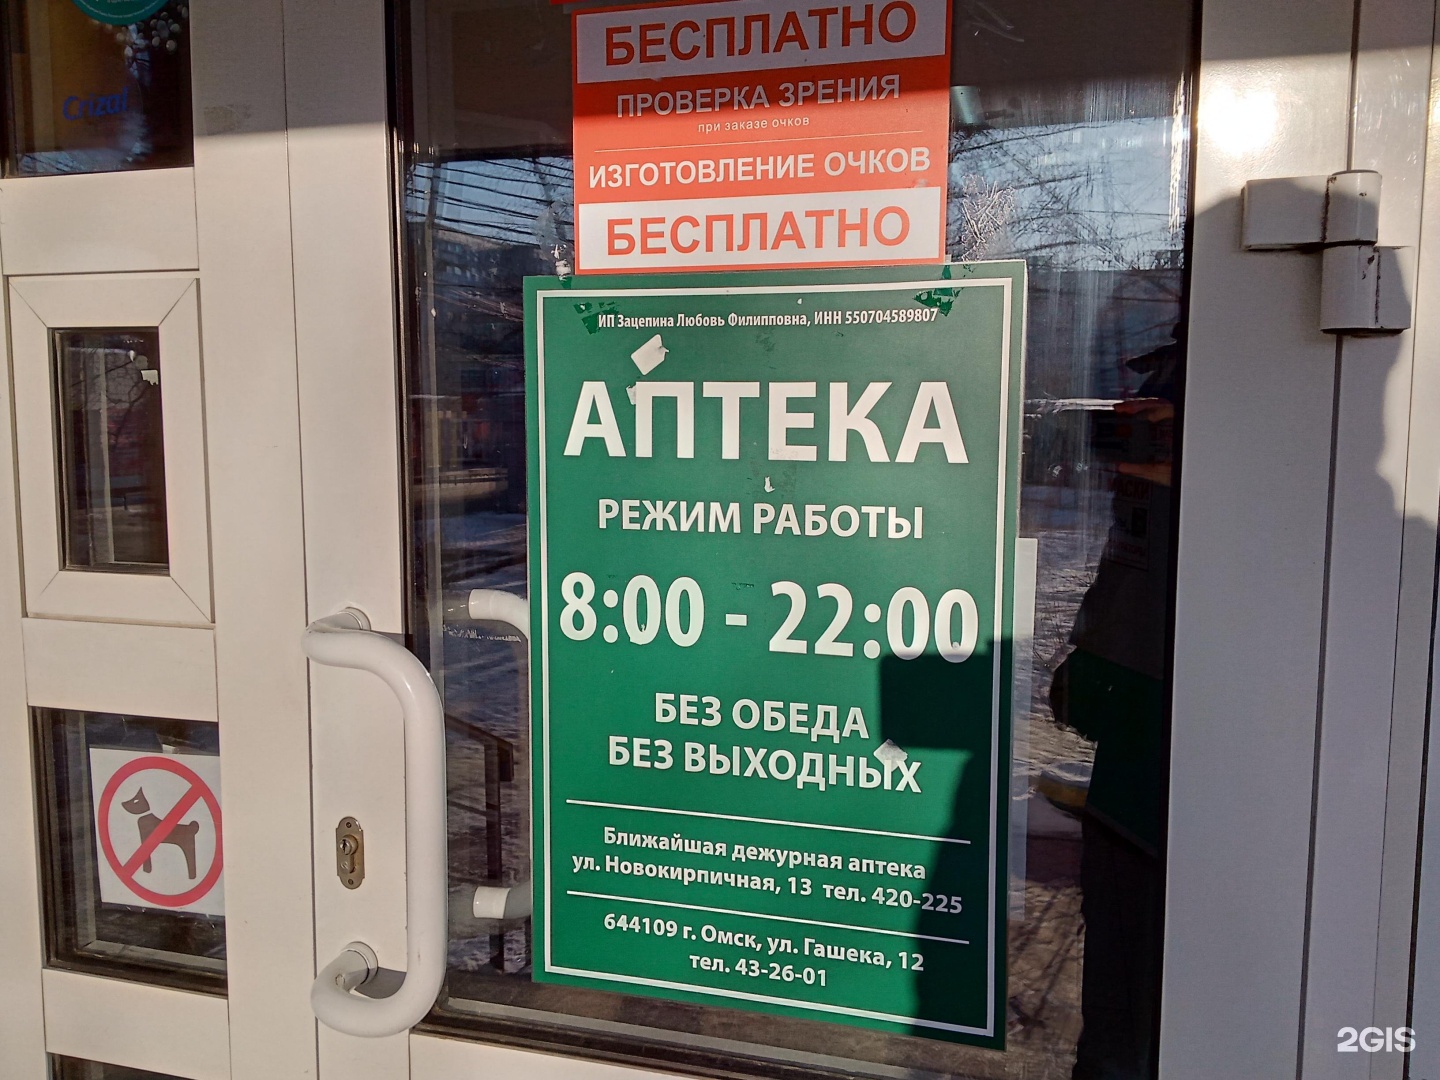 Crizal
БЕСПЛАТНО
ПРОВЕРКА ЗРЕНИЯ
при заказе очков
ИЗГОТОВЛЕНИЕ ОЧКОВ
БЕСПЛАТНО
ИП Зацепина Любовь Филипповна, ИНН 550704589807
АПТЕКА
РЕЖИМ РАБОТЫ
8:00 - 22:00
БЕЗ ОБЕДА
БЕЗ ВЫХОДНЫХ
Ближайшая дежурная аптека
ул. Новокирпичная, 13 тел. 420-225
644109 г. Омск, ул. Гашека, 12
тел. 43-26-01
2GIS